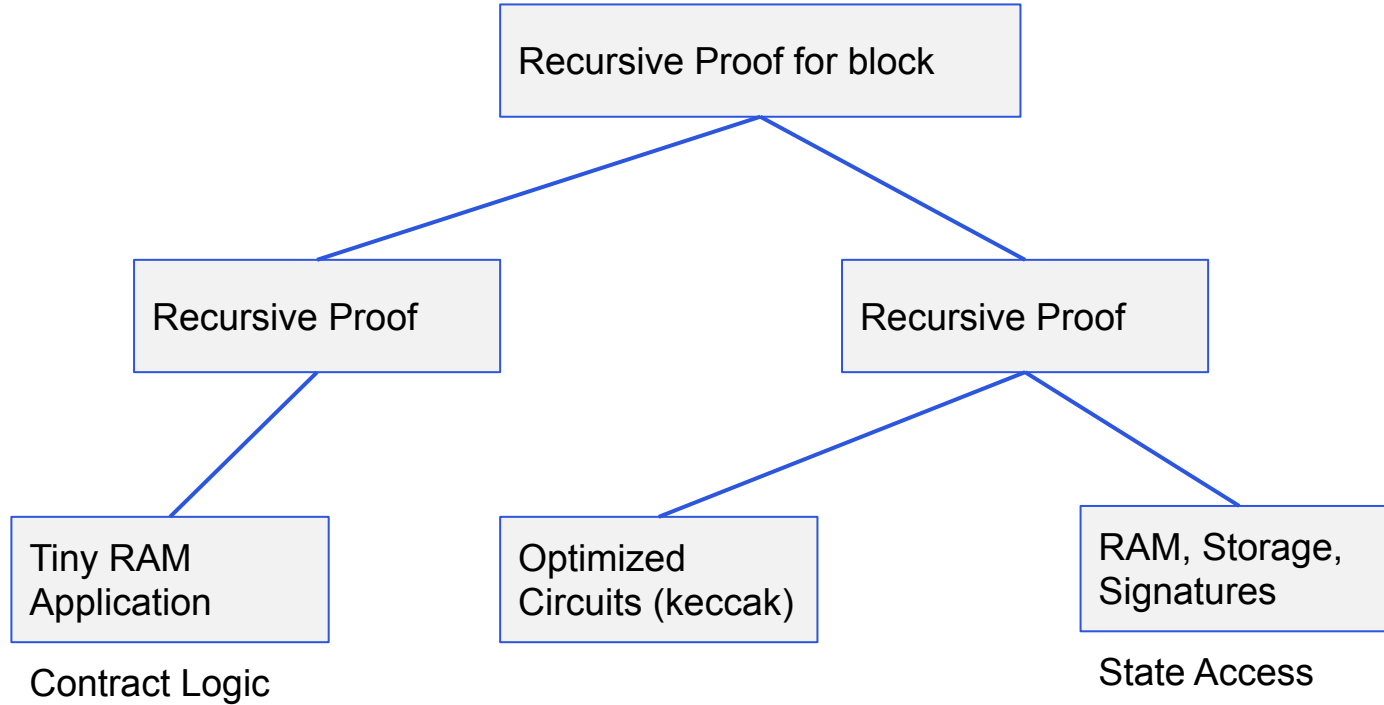 Recursive Proof for block
Recursive Proof
Recursive Proof
Tiny RAM
Application
Optimized
Circuits (keccak)
RAM, Storage,
Signatures
Contract Logic
State Access